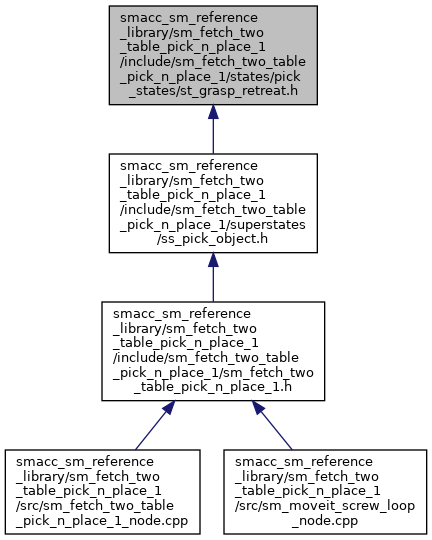 smacc_sm_reference
_library/sm_fetch_two
_table_pick_n_place_1
/include/sm_fetch_two_table
_pick_n_place_1/states/pick
_states/st_grasp_retreat.h
smacc_sm_reference
_library/sm_fetch_two
_table_pick_n_place_1
/include/sm_fetch_two_table
_pick_n_place_1/superstates
/ss_pick_object.h
smacc_sm_reference
_library/sm_fetch_two
_table_pick_n_place_1
/include/sm_fetch_two_table
_pick_n_place_1/sm_fetch_two
_table_pick_n_place_1.h
smacc_sm_reference
_library/sm_fetch_two
_table_pick_n_place_1
/src/sm_fetch_two_table
_pick_n_place_1_node.cpp
smacc_sm_reference
_library/sm_fetch_two
_table_pick_n_place_1
/src/sm_moveit_screw_loop
_node.cpp